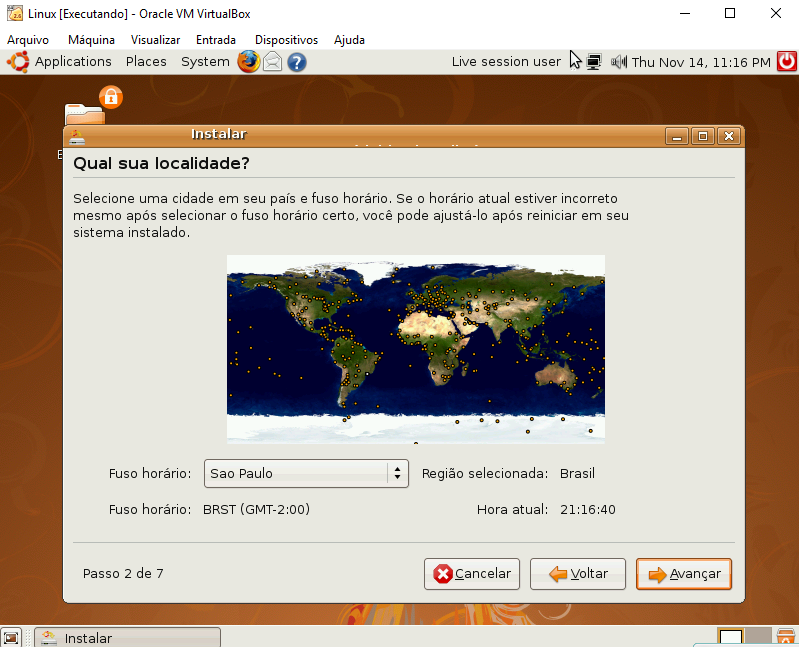 Linux [Executando] - Oracle VM VirtualBox
Arquivo Máquina Visualizar Entrada Dispositivos Ajuda
Applications Places System Live session user Thu Nov 14, 11:16 PM
Instalar
Qual sua localidade?
Selecione uma cidade em seu país e fuso horário. Se o horário atual estiver incorreto
mesmo após selecionar o fuso horário certo, você pode ajustá-lo após reiniciar em seu
sistema instalado.
Fuso horário: Sao Paulo Região selecionada: Brasil
Fuso horário: BRST (GMT-2:00) Hora atual: 21:16:40
Passo 2 de 7 Cancelar Voltar Avançar
Instalar